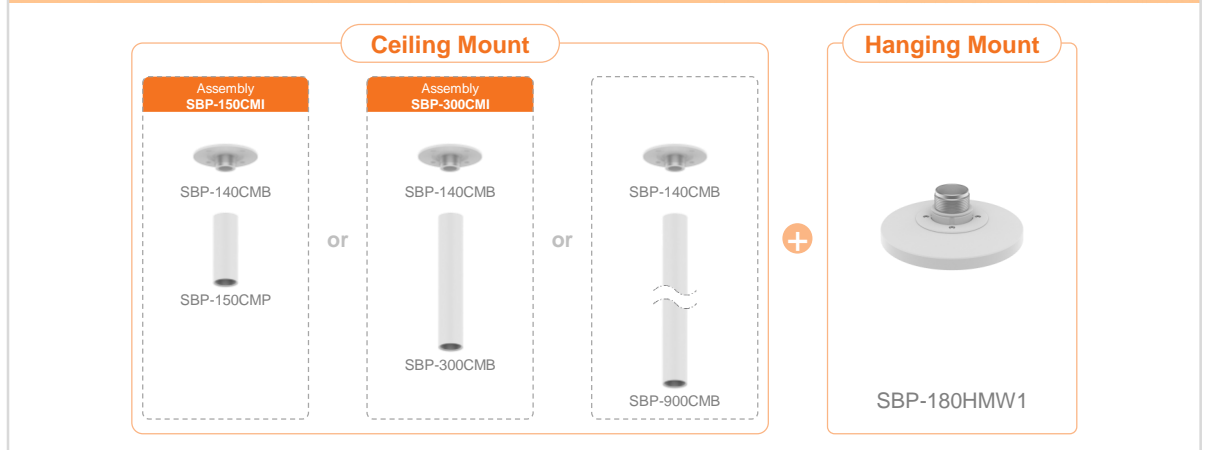 Ceiling Mount
Assembly
SBP-150CMI
SBP-140CMB
SBP-150CMP
or
Assembly
SBP-300CMI
SBP-140CMB
SBP-300CMB
or
SBP-140CMB
SBP-900CMB
+
Hanging Mount
SBP-180HMW1